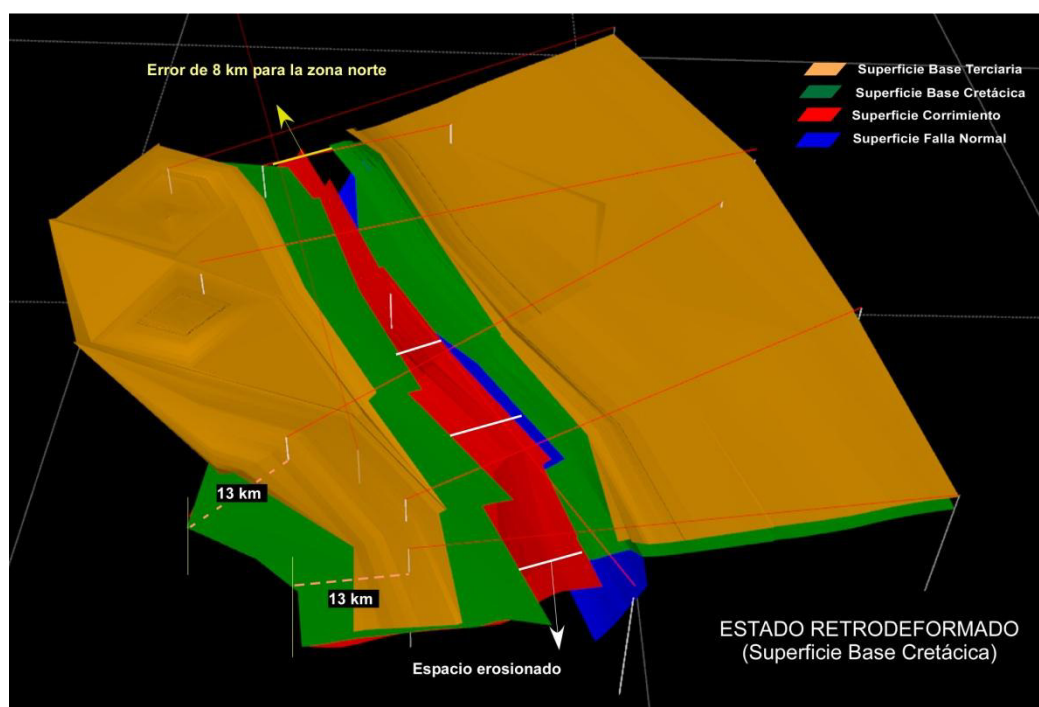 Error de 8 km para la zona norte
Superficie Base Terciaria
Superficie Base Cretácica
Superficie Corrimiento
Superficie Falla Normal
13 km
13 km
Espacio erosionado
ESTADO RETRODEFORMADO
(Superficie Base Cretácica)